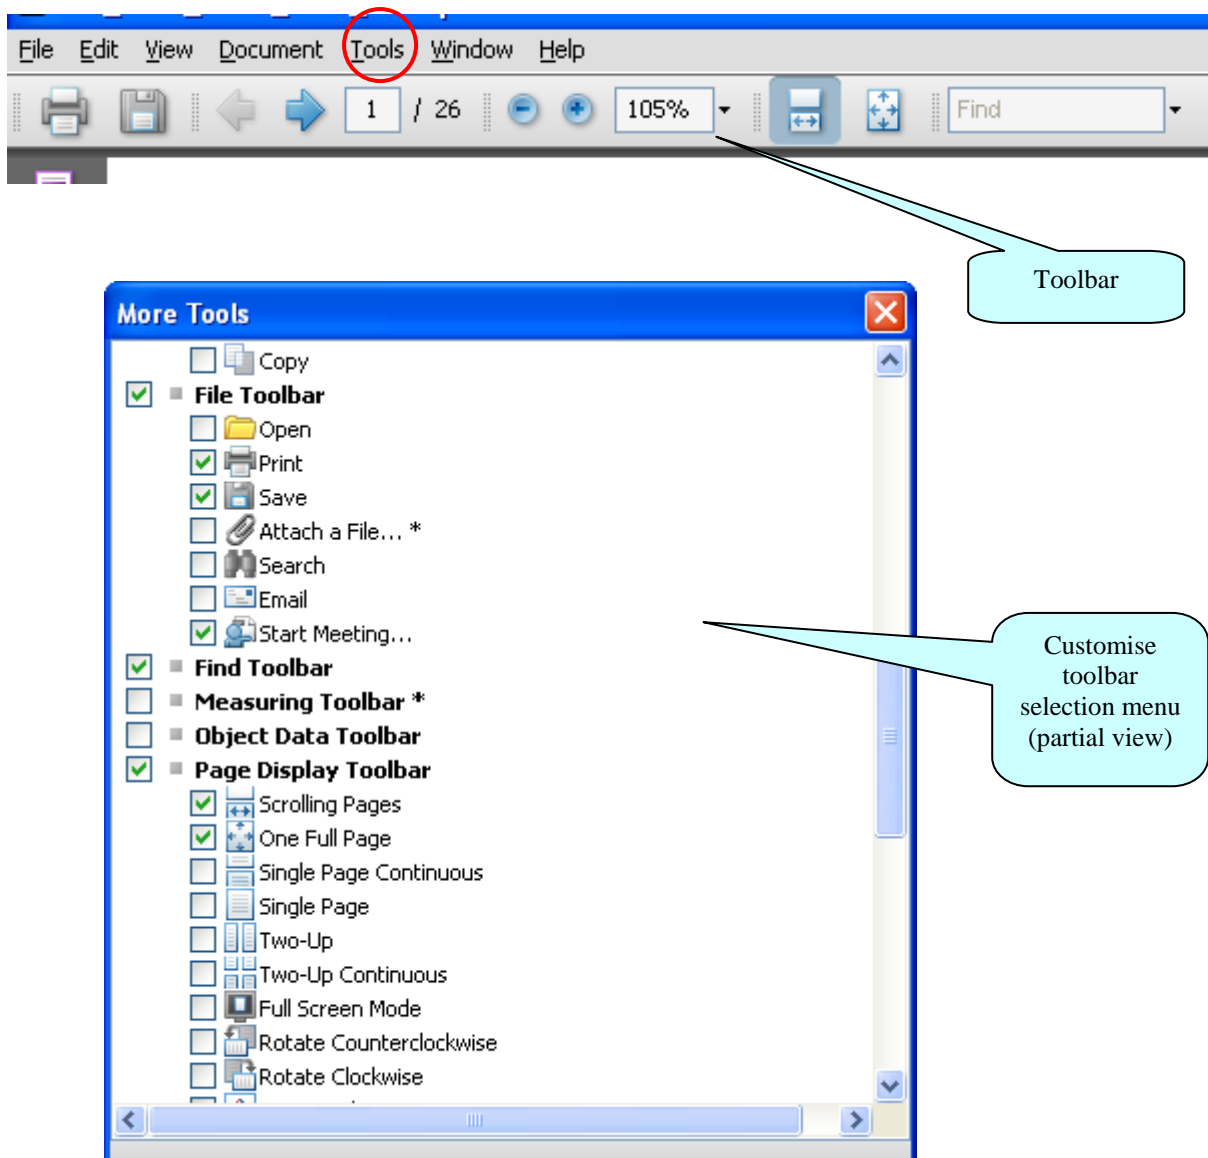 File Edit View Document Tools Window Help
1 / 26 105% Find
Toolbar
More Tools
Copy
File Toolbar
Open
Print
Save
Attach a File... *
Search
Email
Start Meeting...
Find Toolbar
Measuring Toolbar *
Object Data Toolbar
Page Display Toolbar
Scrolling Pages
One Full Page
Single Page Continuous
Single Page
Two-Up
Two-Up Continuous
Full Screen Mode
Rotate Counterclockwise
Rotate Clockwise
Customise
toolbar
selection menu
(partial view)